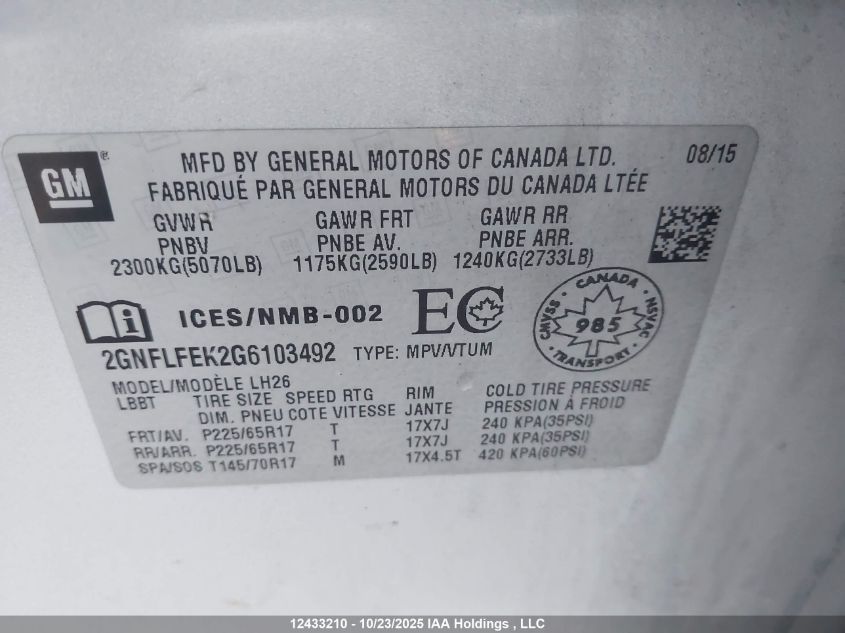 GM
MFD BY GENERAL MOTORS OF CANADA LTD. 08/15
FABRIQUÉ PAR GENERAL MOTORS DU CANADA LTÉE
GVWR GAWR FRT GAWR RR
PNBV PNBE AV. PNBE ARR.
2300KG(5070LB) 1175KG(2590LB) 1240KG(2733LB)
ICES/NMB-002 EC
CANADA
CMVSS 985 NSVAC
2GNFLFEK2G6103492 TYPE: MPV/VTUM
MODEL/MODÈLE LH26
LBBT TIRE SIZE SPEED RTG RIM COLD TIRE PRESSURE
DIM. PNEU COTE VITESSE JANTE PRESSION À FROID
FRT/AV. P225/65R17 T 17X7J 240 KPA(35PSI)
RR/ARR. P225/65R17 T 17X7J 240 KPA(35PSI)
SPA/SOS T145/70R17 M 17X4.5T 420 KPA(60PSI)
12433210 - 10/23/2025 IAA Holdings , LLC